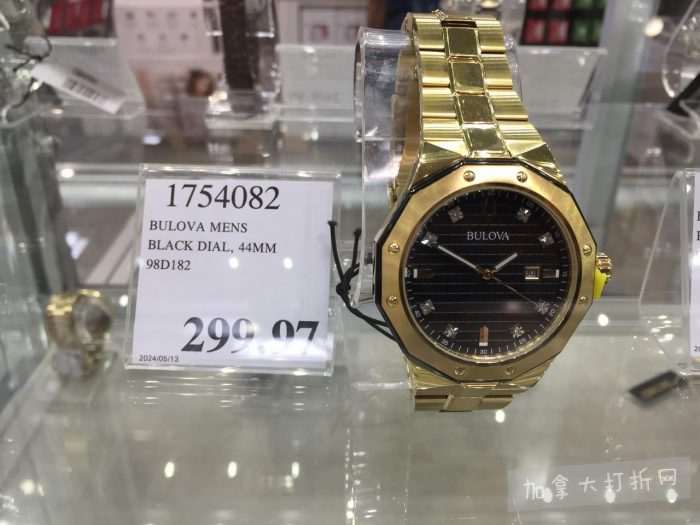 1754082
BULOVA MENS
BLACK DIAL, 44MM
98D182
299.97
2024/05/13
BULOVA
加拿大打折网